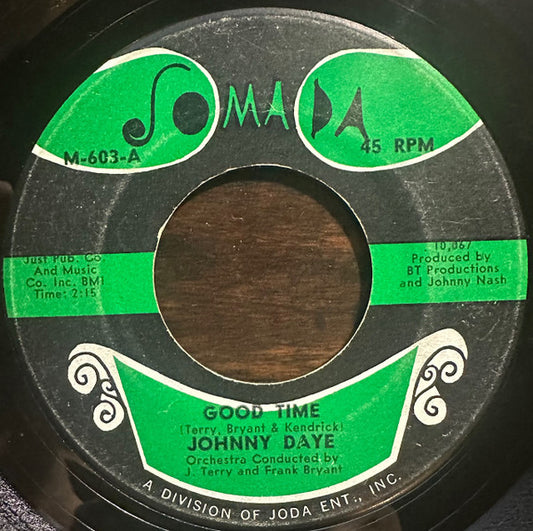 SOMADA
M-603-A
45 RPM
Just Pub. Co
And Music
Co. Inc. BMI
Time: 2:15
10,067
Produced by
BT Productions
and Johnny Nash
GOOD TIME
(Terry, Bryant & Kendrick)
JOHNNY DAYE
Orchestra Conducted by
J. Terry and Frank Bryant
A DIVISION OF JODA ENT., INC.